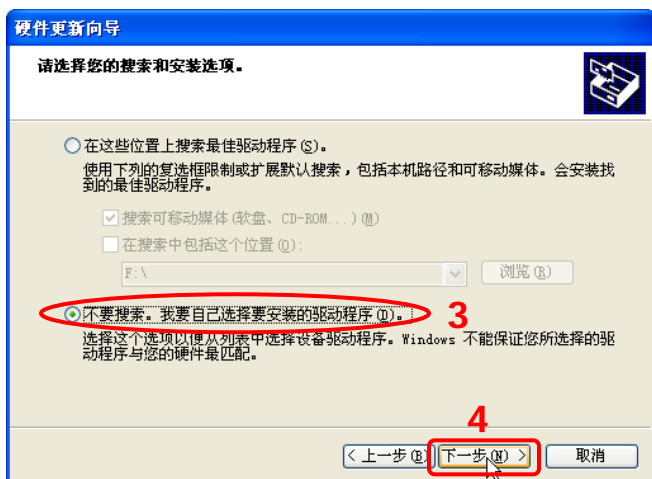 硬件更新向导
请选择您的搜索和安装选项。
在这些位置上搜索最佳驱动程序(S)。
使用下列的复选框限制或扩展默认搜索，包括本机路径和可移动媒体。会安装找
到的最佳驱动程序。
搜索可移动媒体(软盘、CD-ROM...)(M)
在搜索中包括这个位置(O):
F:\
浏览(R)
不要搜索。我要自己选择要安装的驱动程序(D)。
3
选择这个选项以便从列表中选择设备驱动程序。Windows 不能保证您所选择的驱
动程序与您的硬件最匹配。
4
< 上一步(B)
下一步(N) >
取消